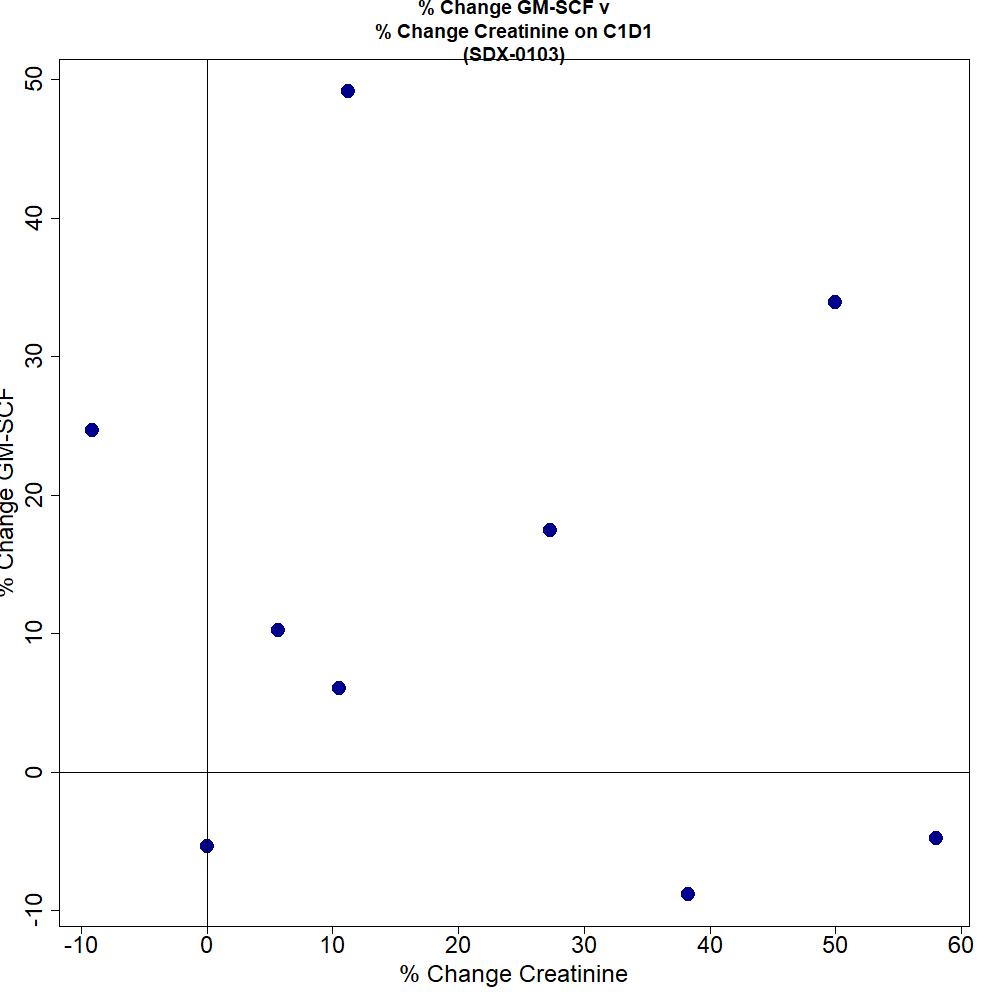 % Change GM-SCF v
% Change Creatinine on C1D1
(SDX-0103)
50
40
30
20
10
0
-10
% Change GM-SCF
-10 0 10 20 30 40 50 60
% Change Creatinine